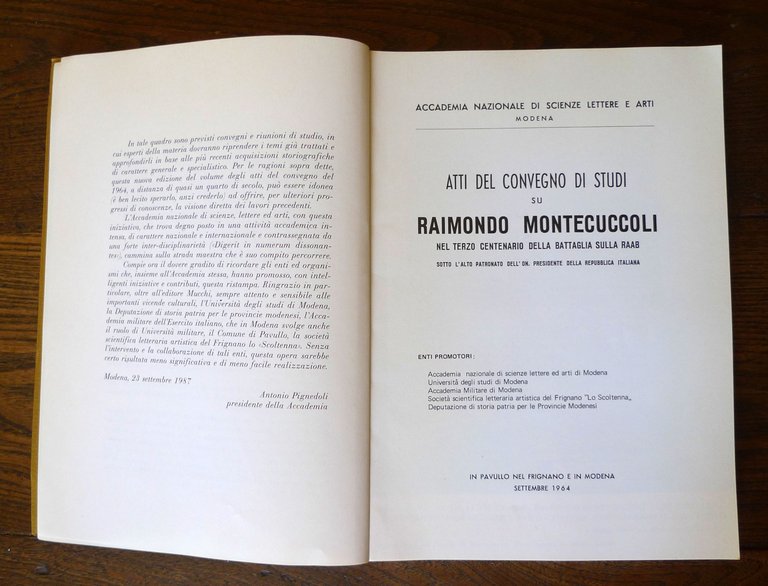 In tale quadro sono previsti convegni e riunioni di studio, in
cui esperti della materia dovranno riprendere i temi già trattati e
approfondirli in base alle più recenti acquisizioni storiografiche
di carattere generale e specialistico. Per le ragioni sopra dette,
questa nuova edizione del volume degli atti del convegno del
1964, a distanza di quasi un quarto di secolo, può essere idonea
(è ben lecito sperarlo, anzi crederlo) ad offrire, per ulteriori pro-
gressi di conoscenze, la visione diretta dei lavori precedenti.
L'Accademia nazionale di scienze, lettere ed arti, con questa
iniziativa, che trova degno posto in una attività accademica in-
tensa, di carattere nazionale e internazionale e contrassegnata da
una forte inter-disciplinarietà («Digerit in numerum dissonan-
tes»), cammina sulla strada maestra che è suo compito percorrere.
Compie ora il dovere gradito di ricordare gli enti ed organi-
smi che, insieme all'Accademia stessa, hanno promosso, con intel-
ligenti iniziative e contributi, questa ristampa. Ringrazio in par-
ticolare, oltre all'editore Mucchi, sempre attento e sensibile alle
importanti vicende culturali, l'Università degli studi di Modena,
la Deputazione di storia patria per le provincie modenesi, l'Acca-
demia militare dell'Esercito italiano, che in Modena svolge anche
il ruolo di Università militare, il Comune di Pavullo, la società
scientifica letteraria artistica del Frignano lo «Scoltenna». Senza
l'intervento e la collaborazione di tali enti, questa opera sarebbe
certo risultata meno significativa e di meno facile realizzazione.
Modena, 23 settembre 1987
Antonio Pignedoli
presidente della Accademia
ACCADEMIA NAZIONALE DI SCIENZE LETTERE E ARTI
MODENA
ATTI DEL CONVEGNO DI STUDI
SU
RAIMONDO MONTECUCCOLI
NEL TERZO CENTENARIO DELLA BATTAGLIA SULLA RAAB
SOTTO L'ALTO PATRONATO DELL'ON. PRESIDENTE DELLA REPUBBLICA ITALIANA
ENTI PROMOTORI:
Accademia nazionale di scienze lettere ed arti di Modena
Università degli studi di Modena
Accademia Militare di Modena
Società scientifica letteraria artistica del Frignano "Lo Scoltenna„
Deputazione di storia patria per le Provincie Modenesi
IN PAVULLO NEL FRIGNANO E IN MODENA
SETTEMBRE 1964